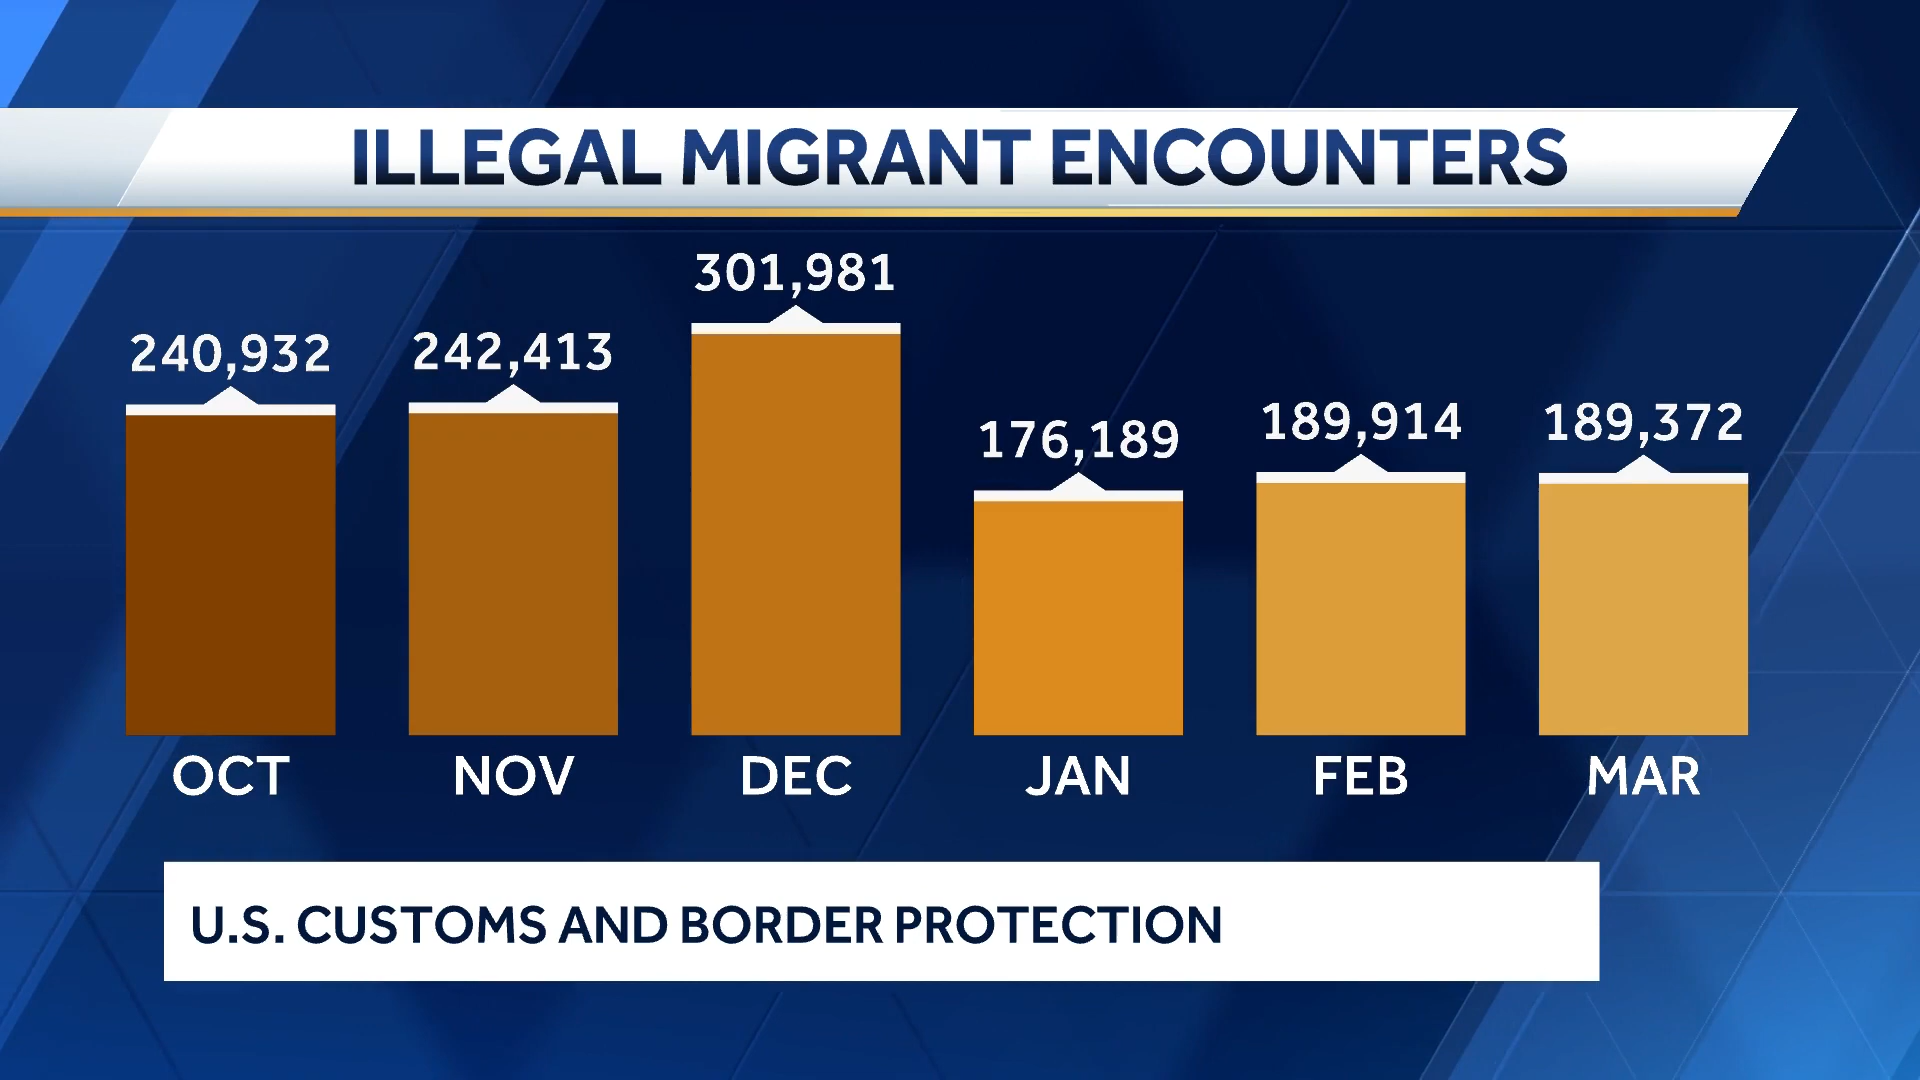 ILLEGAL MIGRANT ENCOUNTERS
240,932
242,413
301,981
176,189
189,914
189,372
OCT
NOV
DEC
JAN
FEB
MAR
U.S. CUSTOMS AND BORDER PROTECTION